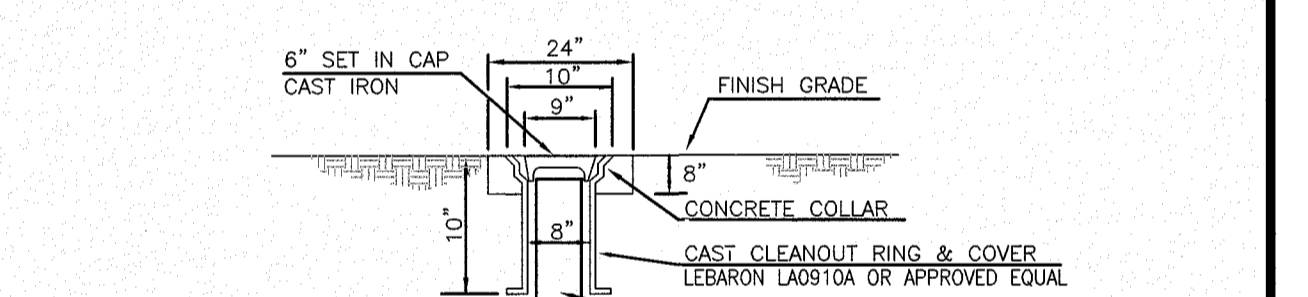 6" SET IN CAP
CAST IRON
24"
10"
9"
FINISH GRADE
8"
10"
8"
CONCRETE COLLAR
CAST CLEANOUT RING & COVER
LEBARON LA0910A OR APPROVED EQUAL